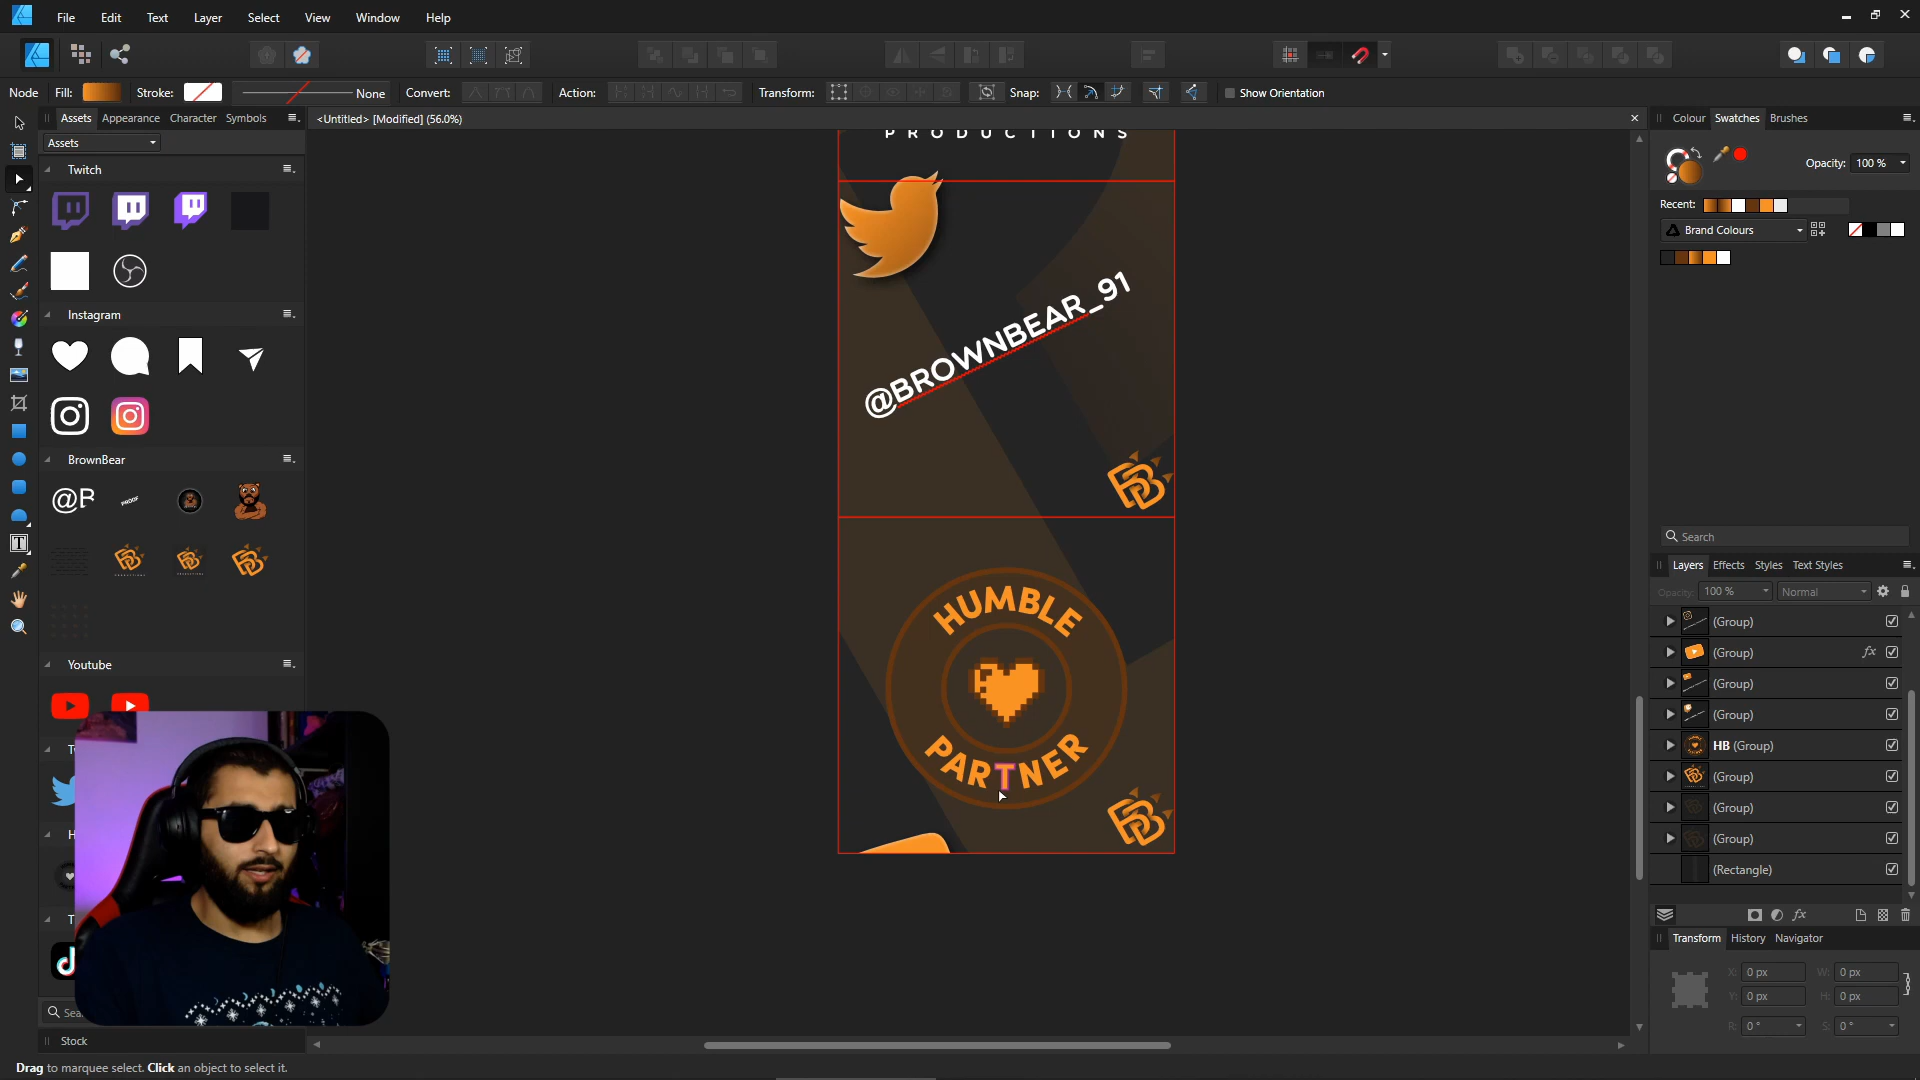 File Edit Text Layer Select View Window Help
Node Fill: Stroke: None Convert: Action: Transform: Snap: Show Orientation
Assets Appearance Character Symbols
<Untitled> [Modified] (56.0%)
Colour Swatches Brushes
Assets
Twitch
Instagram
BrownBear
@B
PROOF
Youtube
Stock
PRODUCTIONS
@BROWNBEAR_91
HUMBLE
PARTNER
Opacity: 100 %
Recent:
Brand Colours
Search
Layers Effects Styles Text Styles
Opacity: 100 % Normal
(Group)
(Group) fx
(Group)
(Group)
HB (Group)
(Group)
(Group)
(Group)
(Rectangle)
fx
Transform History Navigator
X: 0 px W: 0 px
Y: 0 px H: 0 px
R: 0 ° S: 0 °
Drag to marquee select. Click an object to select it.